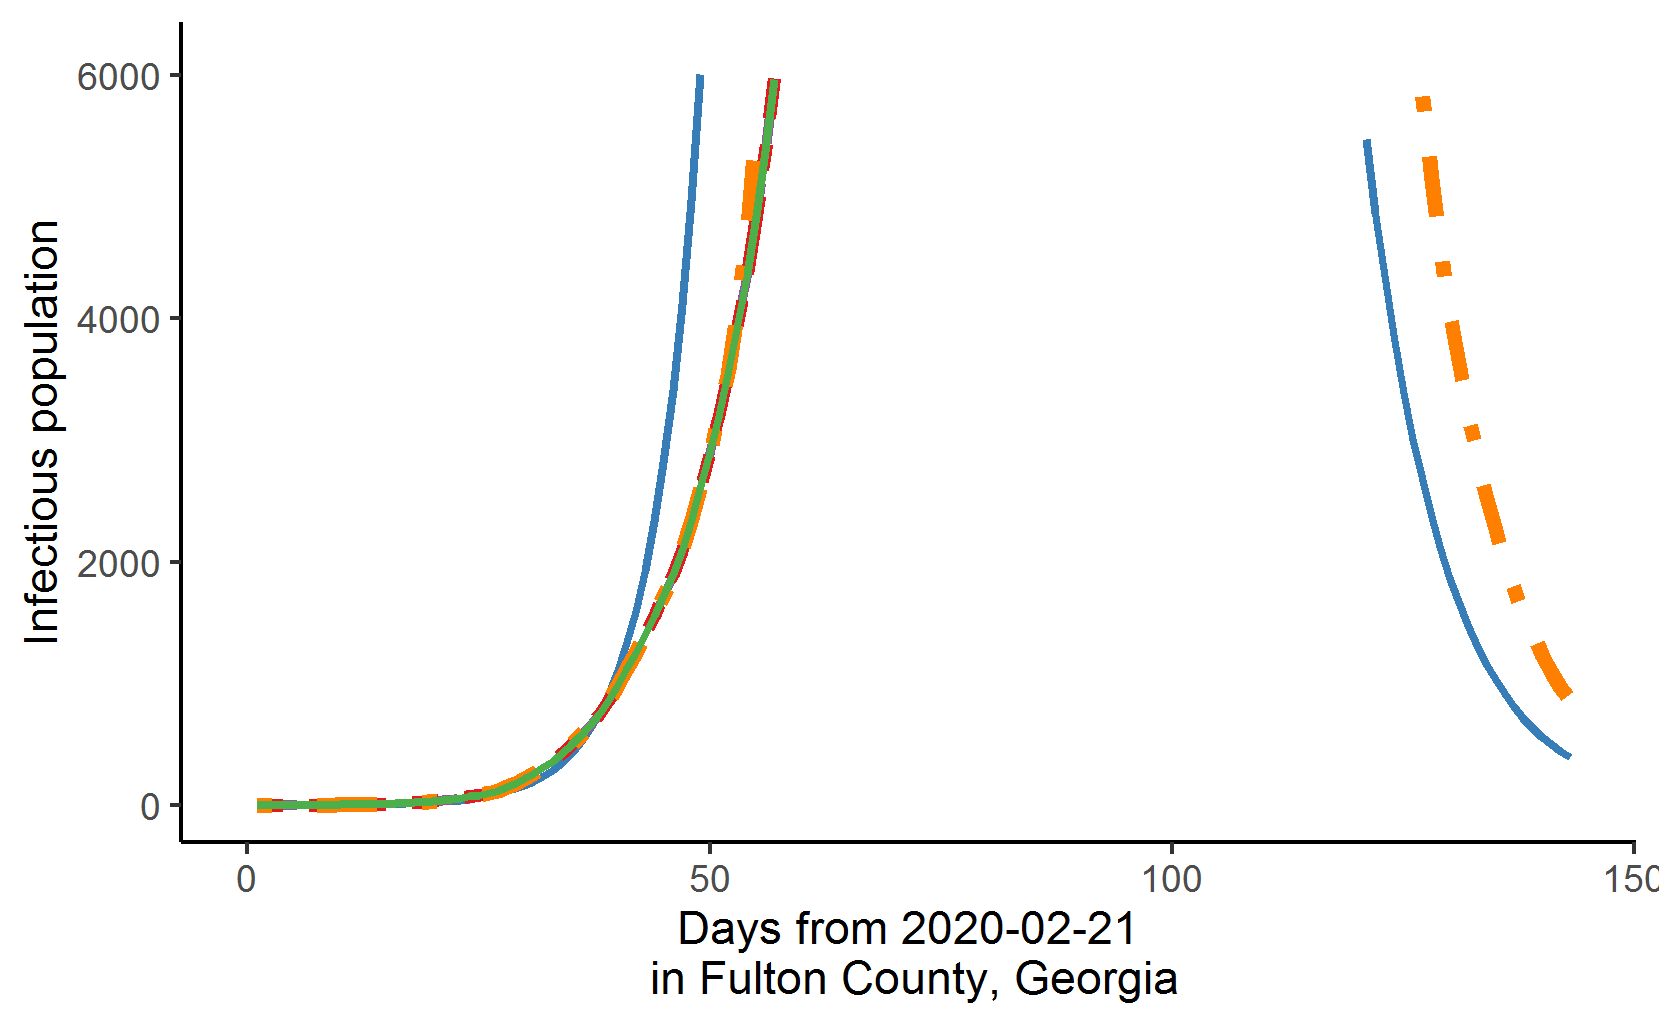 6000
4000
2000
0
Infectious population
0 50 100 150
Days from 2020-02-21
in Fulton County, Georgia